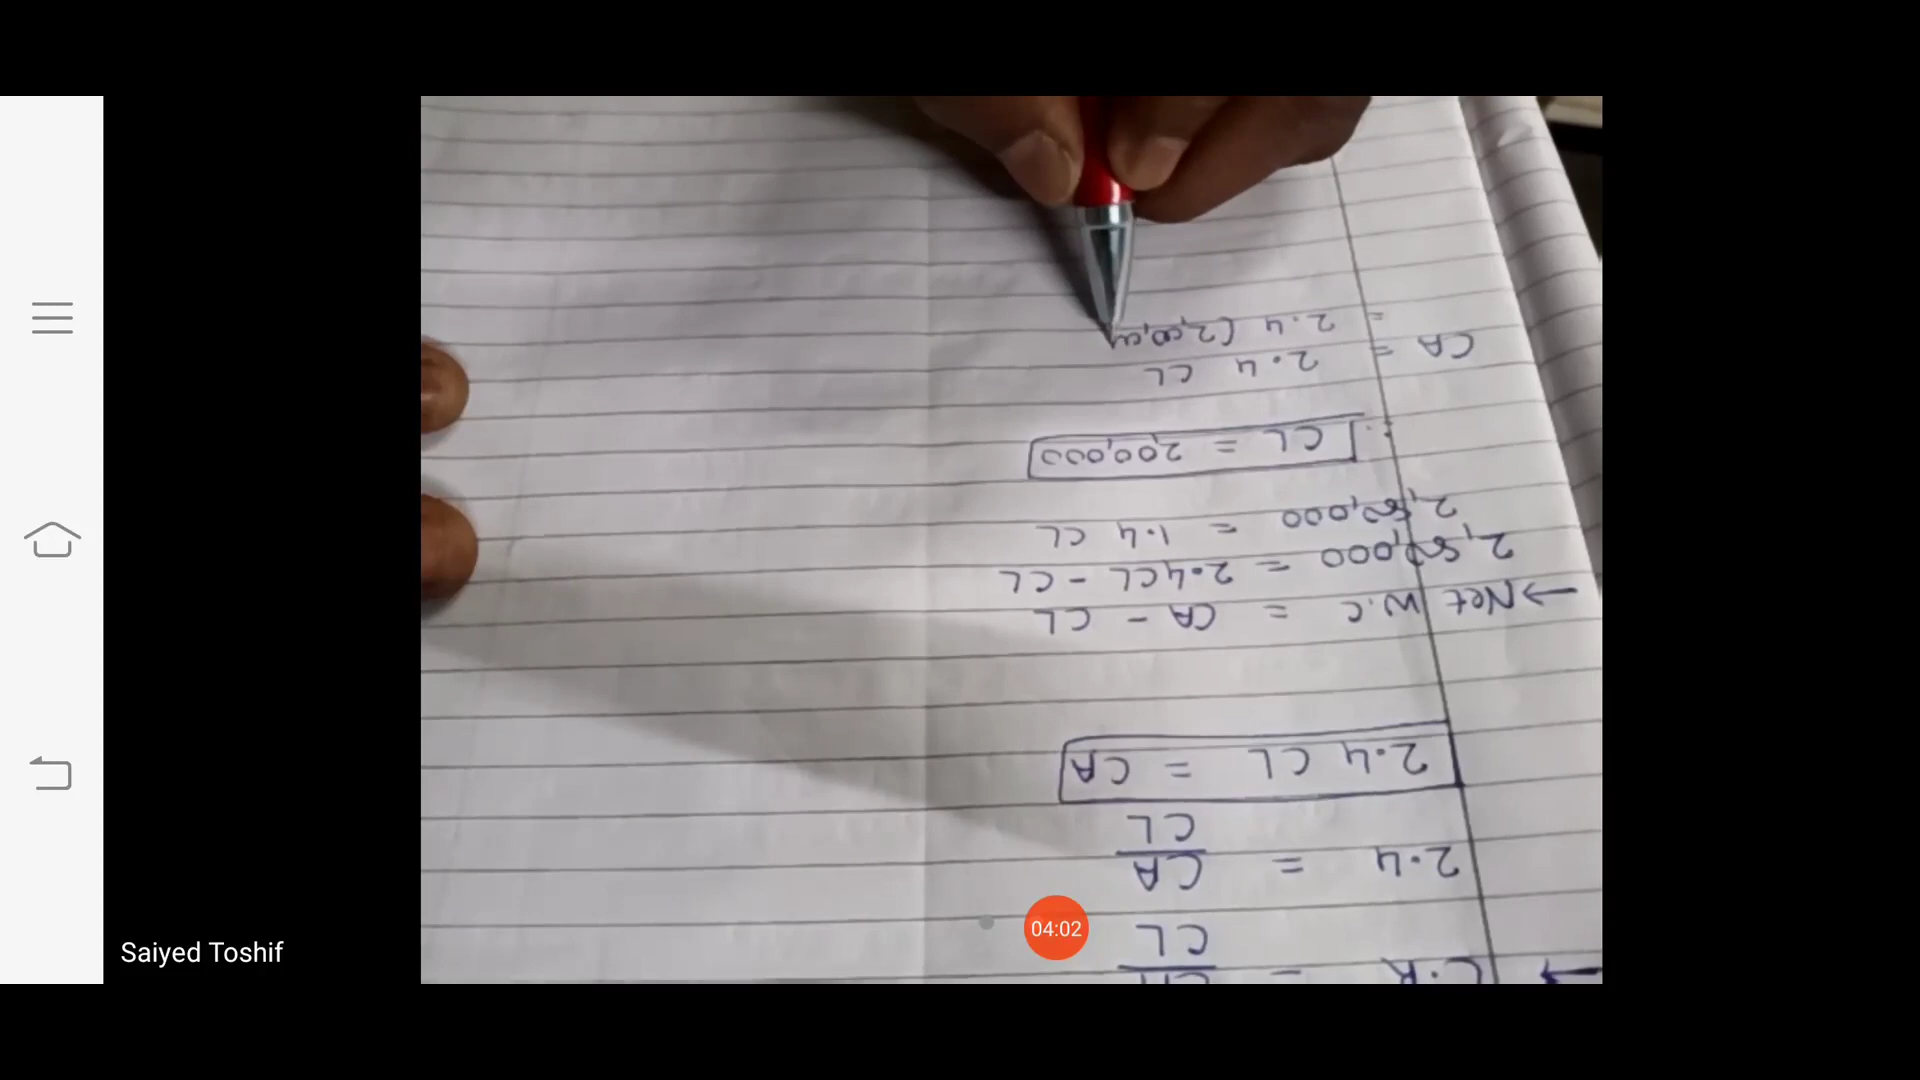 → C.R = CA
CL
2.4 = CA
CL
2.4 CL = CA
→ Net W.C = CA - CL
2,80,000 = 2.4CL - CL
2,80,000 = 1.4 CL
∴ CL = 200,000
CA = 2.4 CL
= 2.4 (2,00,0
04:02
Saiyed Toshif